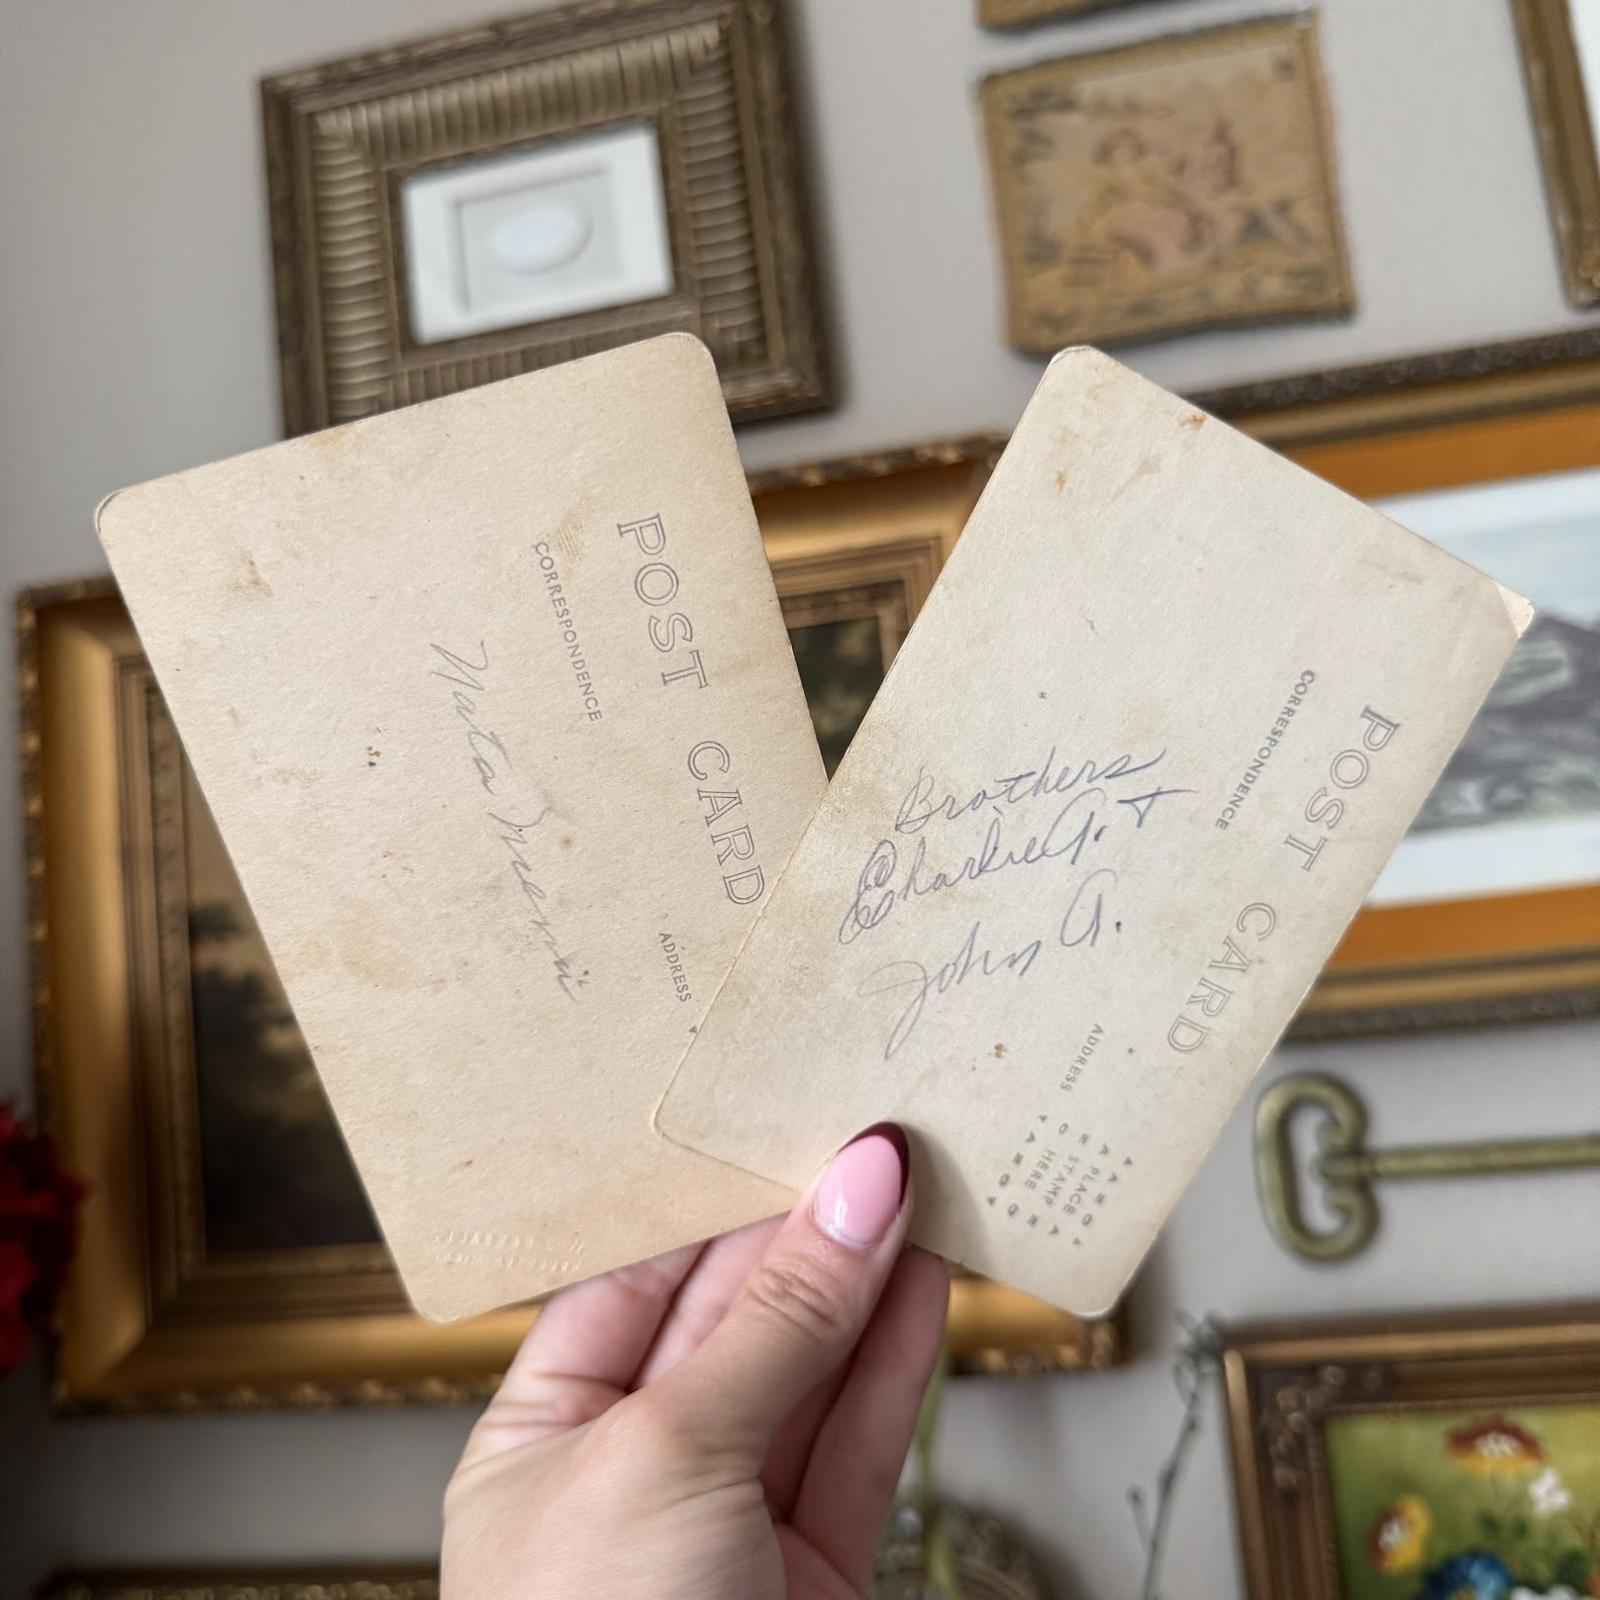 POST CARD
CORRESPONDENCE
ADDRESS
POST CARD
CORRESPONDENCE
ADDRESS
PLACE
STAMP
HERE
Brothers
Charlie A. +
John A.